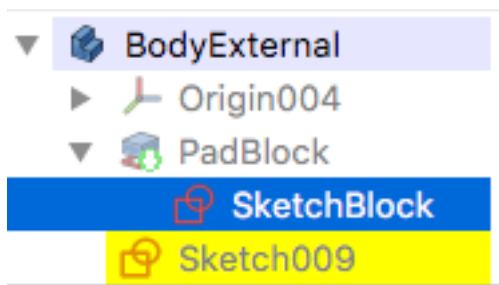 BodyExternal
Origin004
PadBlock
SketchBlock
Sketch009